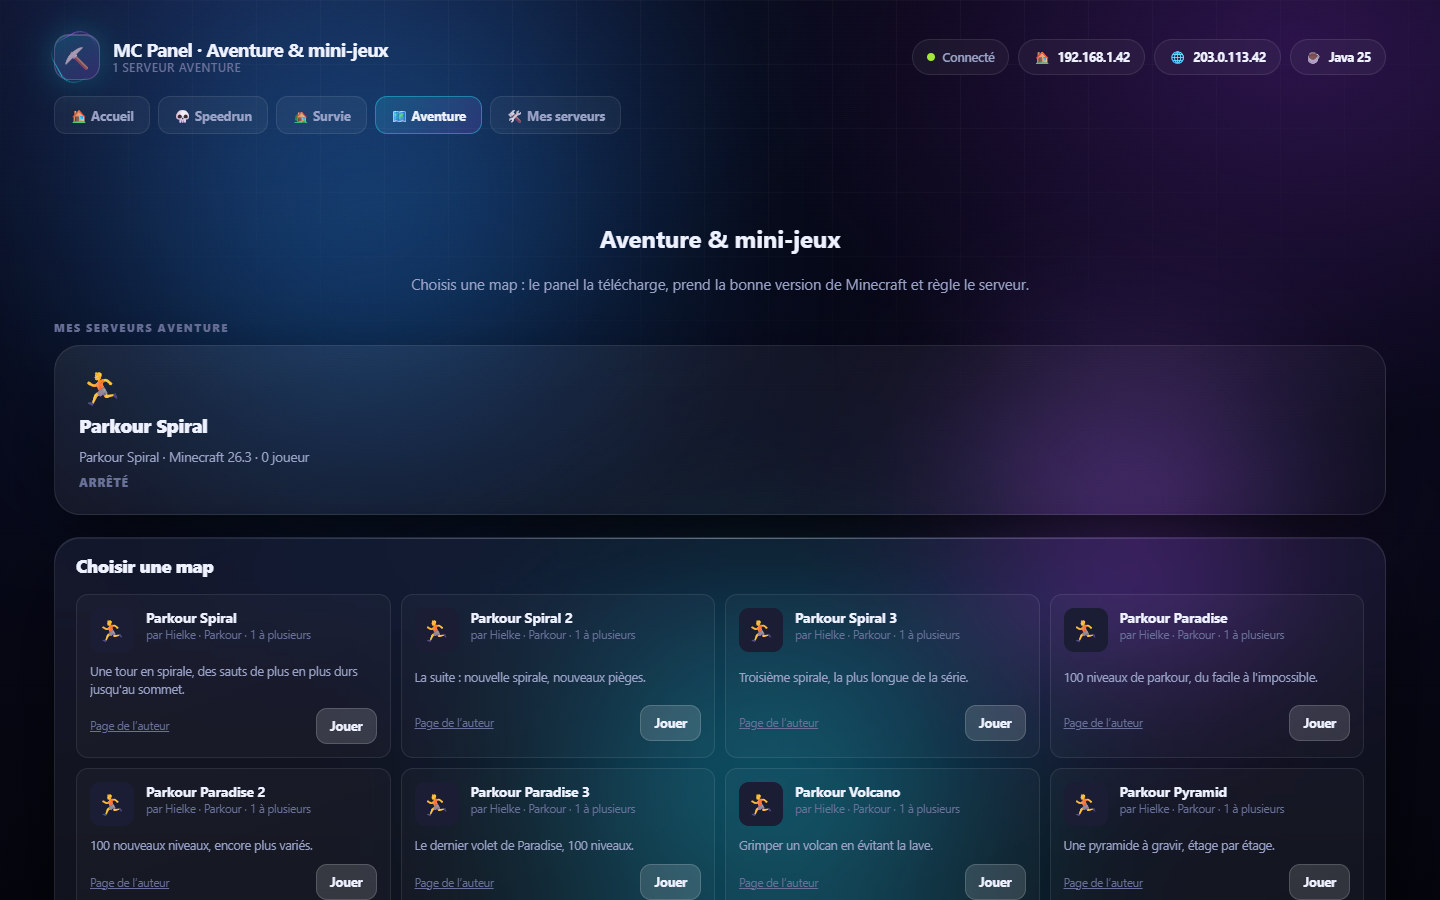 MC Panel · Aventure & mini-jeux
1 SERVEUR AVENTURE
Connecté
192.168.1.42
203.0.113.42
Java 25
Accueil
Speedrun
Survie
Aventure
Mes serveurs
Aventure & mini-jeux
Choisis une map : le panel la télécharge, prend la bonne version de Minecraft et règle le serveur.
MES SERVEURS AVENTURE
Parkour Spiral
Parkour Spiral · Minecraft 26.3 · 0 joueur
ARRÊTÉ
Choisir une map
Parkour Spiral
par Hielke · Parkour · 1 à plusieurs
Une tour en spirale, des sauts de plus en plus durs
jusqu'au sommet.
Page de l'auteur
Jouer
Parkour Spiral 2
par Hielke · Parkour · 1 à plusieurs
La suite : nouvelle spirale, nouveaux pièges.
Page de l'auteur
Jouer
Parkour Spiral 3
par Hielke · Parkour · 1 à plusieurs
Troisième spirale, la plus longue de la série.
Page de l'auteur
Jouer
Parkour Paradise
par Hielke · Parkour · 1 à plusieurs
100 niveaux de parkour, du facile à l'impossible.
Page de l'auteur
Jouer
Parkour Paradise 2
par Hielke · Parkour · 1 à plusieurs
100 nouveaux niveaux, encore plus variés.
Page de l'auteur
Jouer
Parkour Paradise 3
par Hielke · Parkour · 1 à plusieurs
Le dernier volet de Paradise, 100 niveaux.
Page de l'auteur
Jouer
Parkour Volcano
par Hielke · Parkour · 1 à plusieurs
Grimper un volcan en évitant la lave.
Page de l'auteur
Jouer
Parkour Pyramid
par Hielke · Parkour · 1 à plusieurs
Une pyramide à gravir, étage par étage.
Page de l'auteur
Jouer